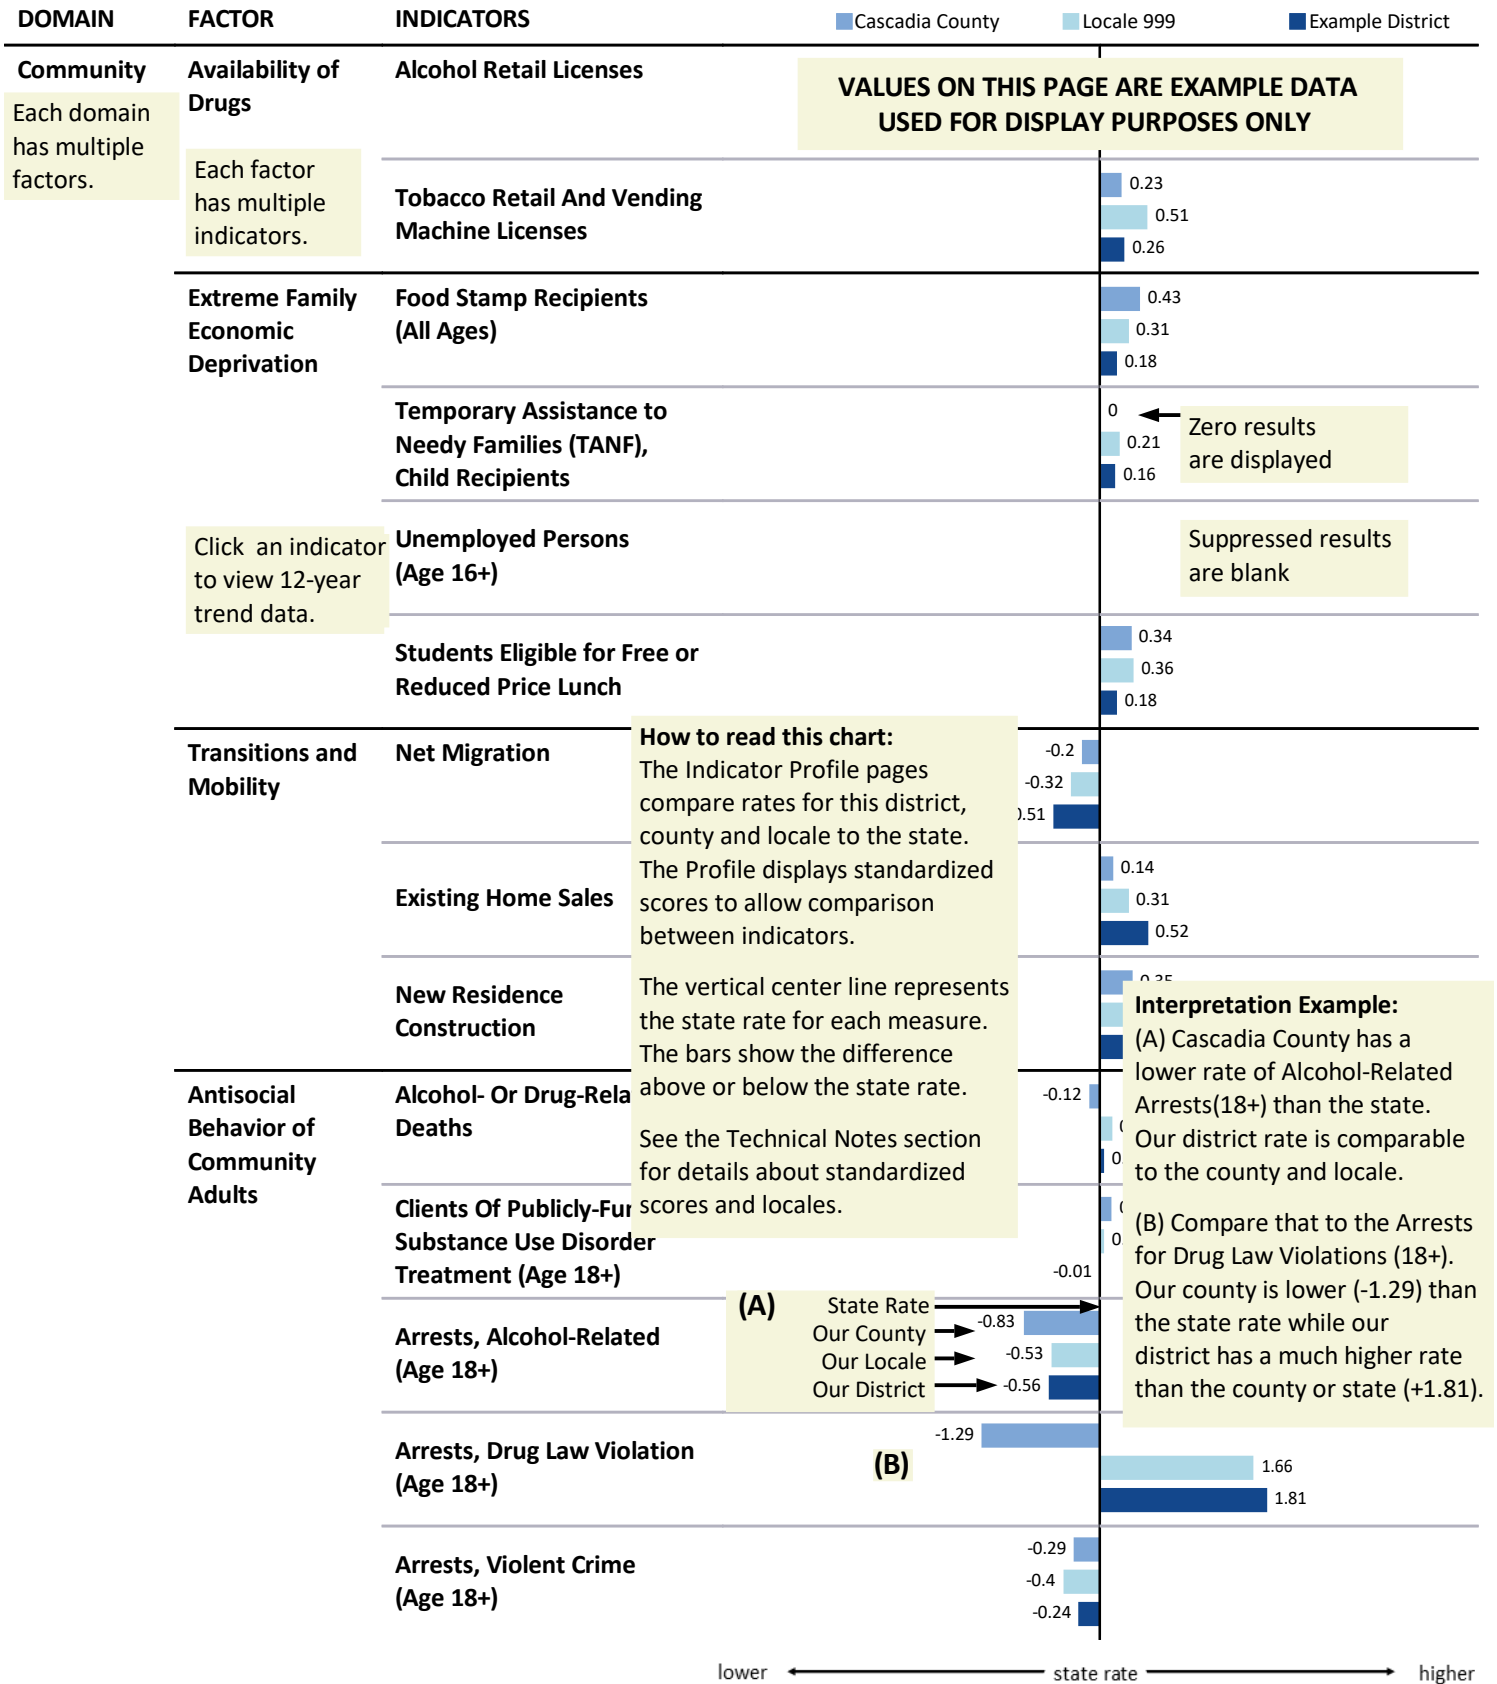 DOMAIN FACTOR INDICATORS Cascadia County Locale 999 Example District
Community
Each domain
has multiple
factors.
Availability of
Drugs
Each factor
has multiple
indicators.
Alcohol Retail Licenses
VALUES ON THIS PAGE ARE EXAMPLE DATA
USED FOR DISPLAY PURPOSES ONLY
Tobacco Retail And Vending
Machine Licenses
0.23
0.51
0.26
Extreme Family
Economic
Deprivation
Food Stamp Recipients
(All Ages)
0.43
0.31
0.18
Temporary Assistance to
Needy Families (TANF),
Child Recipients
0
0.21
0.16
Zero results
are displayed
Click an indicator
to view 12-year
trend data.
Unemployed Persons
(Age 16+)
Suppressed results
are blank
Students Eligible for Free or
Reduced Price Lunch
0.34
0.36
0.18
Transitions and
Mobility
Net Migration
-0.2
-0.32
.51
How to read this chart:
The Indicator Profile pages
compare rates for this district,
county and locale to the state.
The Profile displays standardized
scores to allow comparison
between indicators.
The vertical center line represents
the state rate for each measure.
The bars show the difference
above or below the state rate.
See the Technical Notes section
for details about standardized
scores and locales.
Existing Home Sales
0.14
0.31
0.52
New Residence
Construction
Interpretation Example:
(A) Cascadia County has a
lower rate of Alcohol-Related
Arrests(18+) than the state.
Our district rate is comparable
to the county and locale.
(B) Compare that to the Arrests
for Drug Law Violations (18+).
Our county is lower (-1.29) than
the state rate while our
district has a much higher rate
than the county or state (+1.81).
Antisocial
Behavior of
Community
Adults
Alcohol- Or Drug-Rela
Deaths
-0.12
0.
Clients Of Publicly-Fu
Substance Use Disorder
Treatment (Age 18+)
0.
-0.01
Arrests, Alcohol-Related
(Age 18+)
(A) State Rate
Our County -0.83
Our Locale -0.53
Our District -0.56
Arrests, Drug Law Violation
(Age 18+)
(B)
-1.29
1.66
1.81
Arrests, Violent Crime
(Age 18+)
-0.29
-0.4
-0.24
lower state rate higher